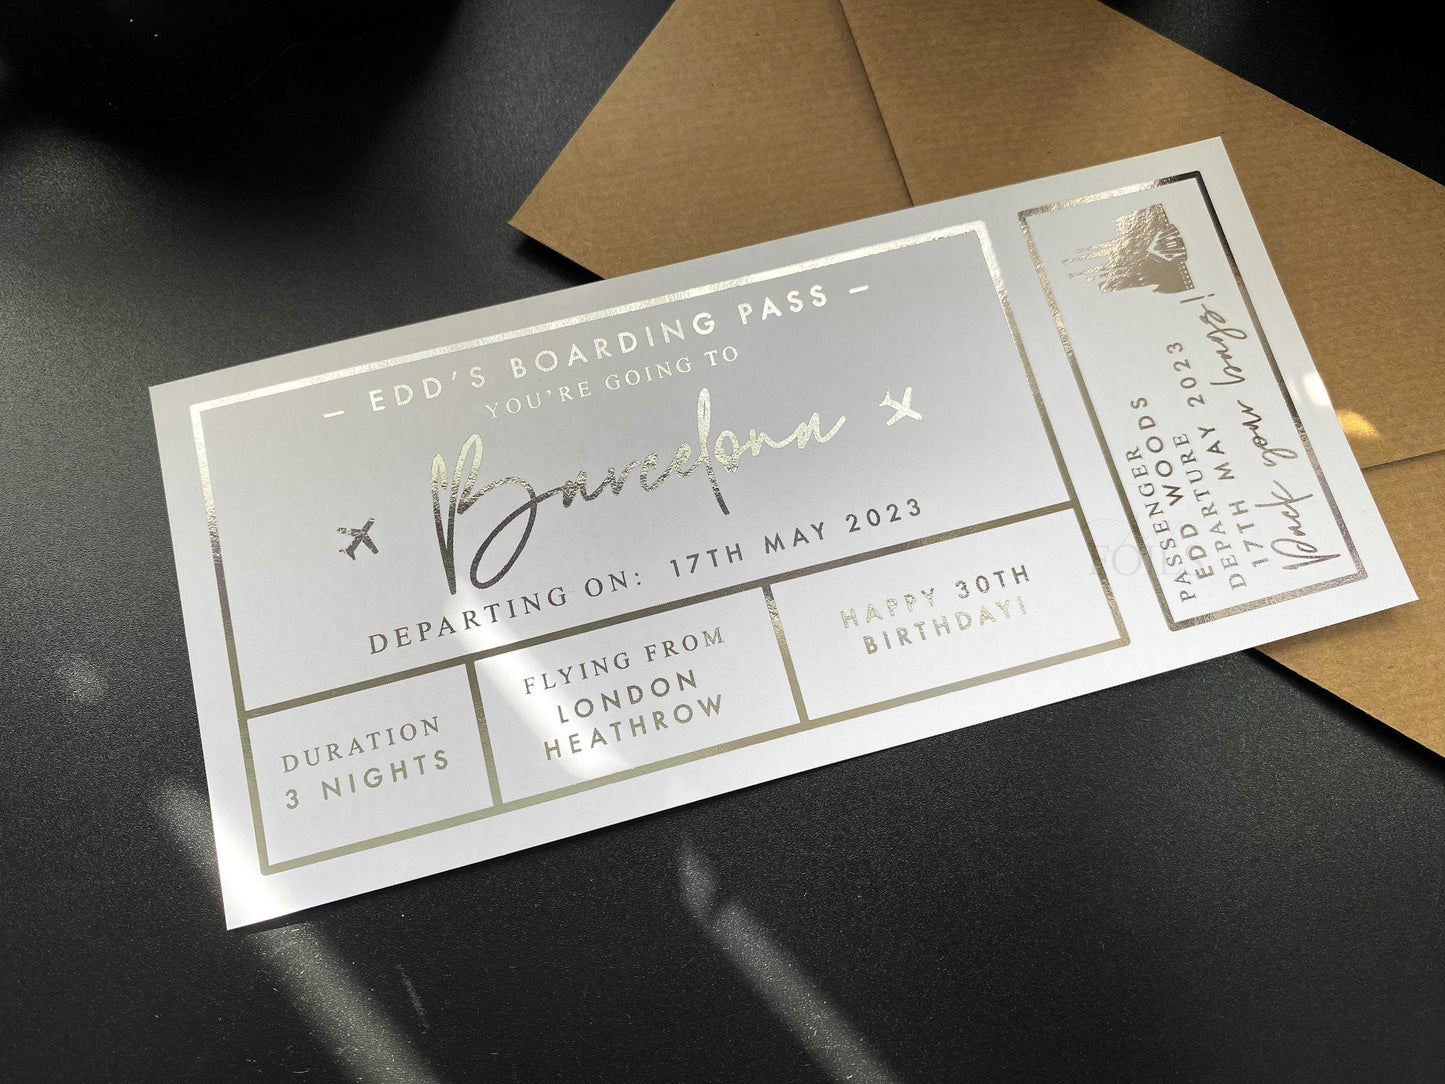 – EDD'S BOARDING PASS –
YOU'RE GOING TO
Barcelona
DEPARTING ON: 17TH MAY 2023
DURATION
3 NIGHTS
FLYING FROM
LONDON
HEATHROW
HAPPY 30TH
BIRTHDAY!
PASSENGER
EDD WOODS
DEPARTURE
17TH MAY 2023
Pack your bags!